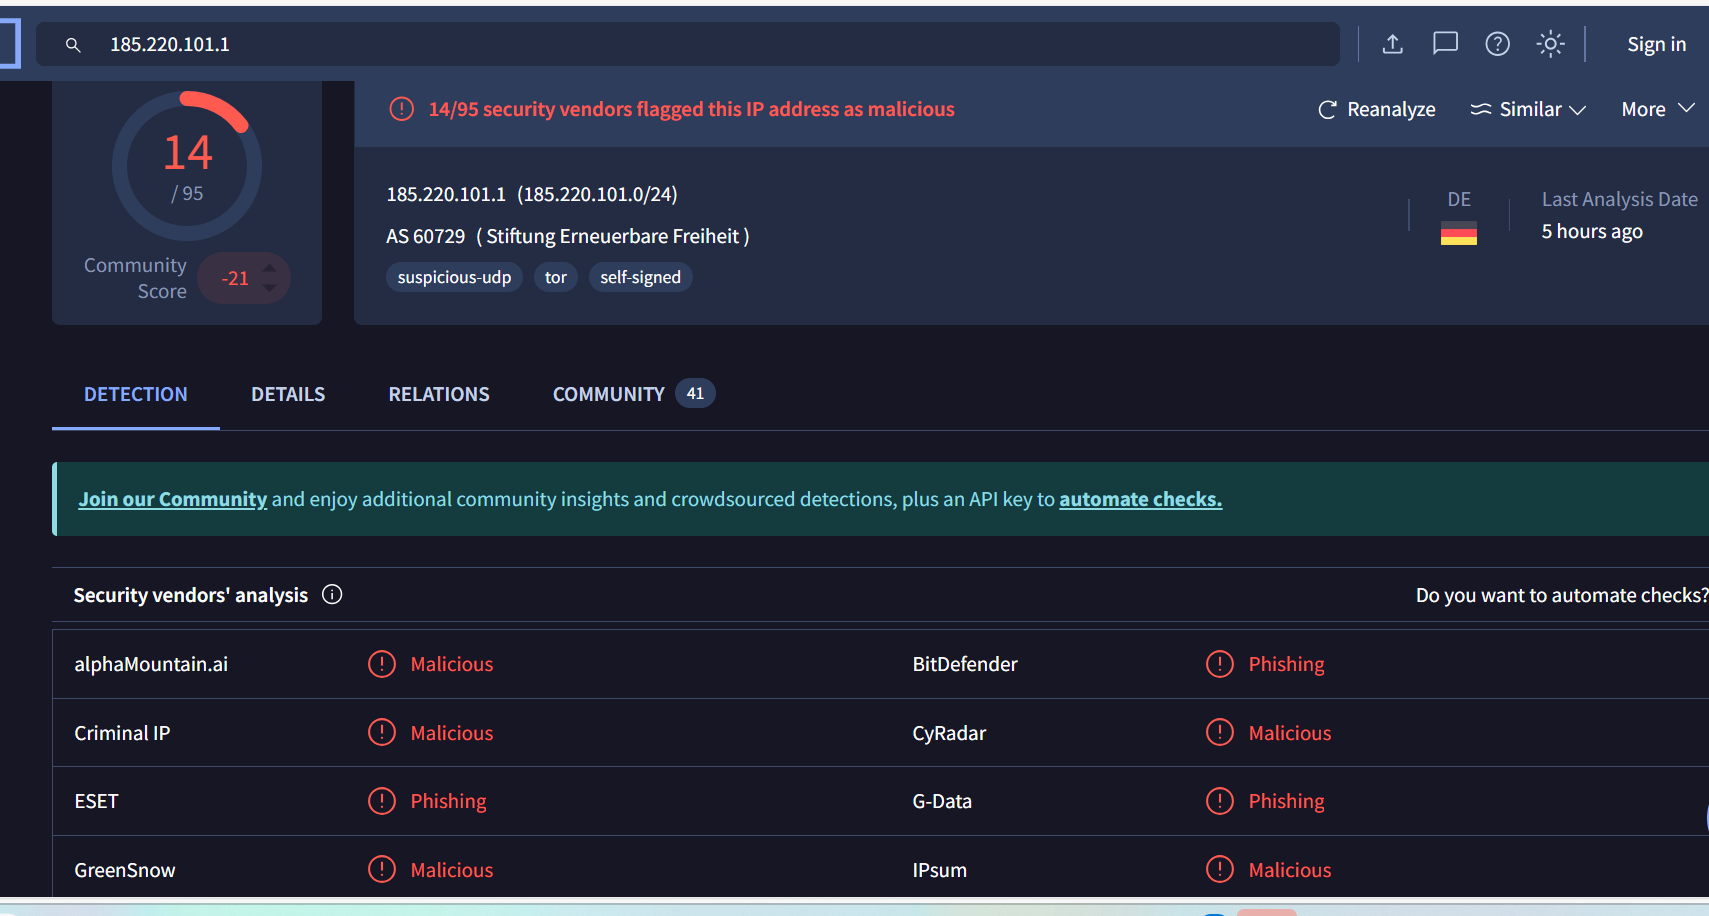 185.220.101.1
Sign in
14
/ 95
Community
Score
-21
14/95 security vendors flagged this IP address as malicious
Reanalyze
Similar
More
185.220.101.1 (185.220.101.0/24)
AS 60729 ( Stiftung Erneuerbare Freiheit )
suspicious-udp tor self-signed
DE
Last Analysis Date
5 hours ago
DETECTION DETAILS RELATIONS COMMUNITY 41
Join our Community and enjoy additional community insights and crowdsourced detections, plus an API key to automate checks.
Security vendors' analysis
Do you want to automate checks?
alphaMountain.ai Malicious BitDefender Phishing
Criminal IP Malicious CyRadar Malicious
ESET Phishing G-Data Phishing
GreenSnow Malicious IPsum Malicious